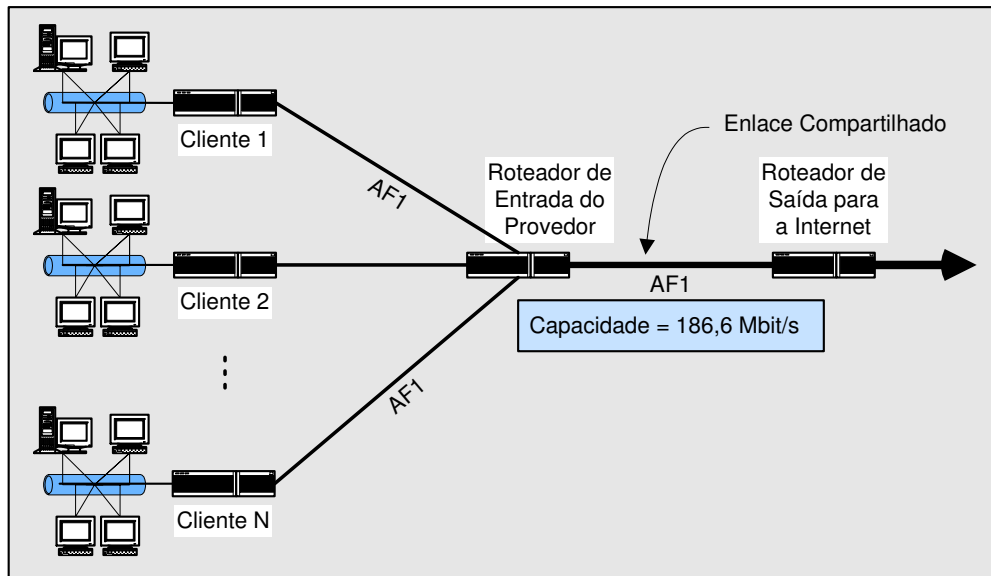 Cliente 1
AF1
Cliente 2
AF1
Cliente N
Roteador de
Entrada do
Provedor
Enlace Compartilhado
Roteador de
Saída para
a Internet
AF1
Capacidade = 186,6 Mbit/s